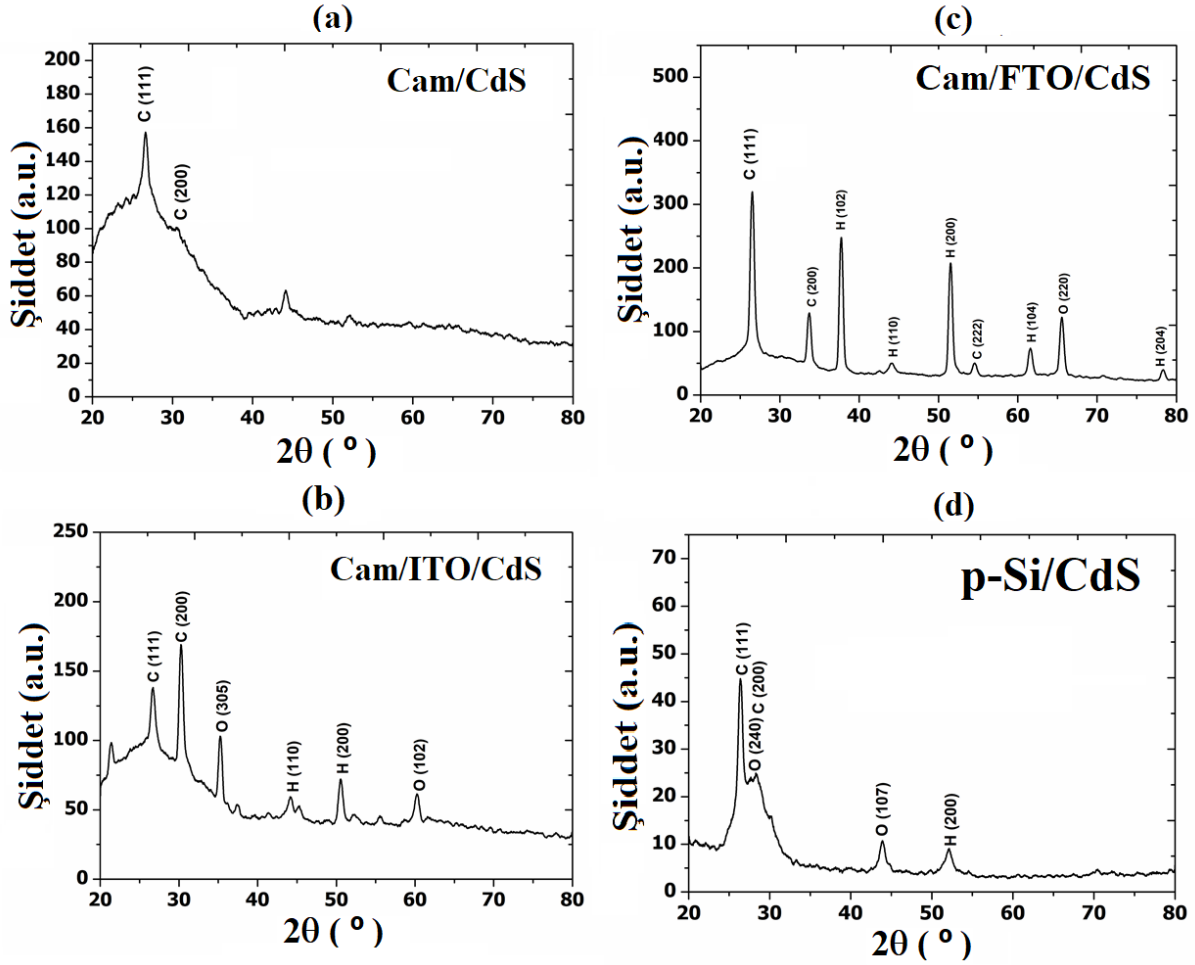 (a)
Cam/CdS
C (111)
C (200)
Şiddet (a.u.)
200
180
160
140
120
100
80
60
40
20
0
20 30 40 50 60 70 80
2θ ( º )
(c)
Cam/FTO/CdS
C (111)
C (200)
H (102)
H (110)
H (200)
C (222)
H (104)
O (220)
H (204)
Şiddet (a.u.)
500
400
300
200
100
0
20 30 40 50 60 70 80
2θ ( º )
(b)
Cam/ITO/CdS
C (111)
C (200)
O (305)
H (110)
H (200)
O (102)
Şiddet (a.u.)
250
200
150
100
50
0
20 30 40 50 60 70 80
2θ ( º )
(d)
p-Si/CdS
C (111)
O (240) C (200)
O (107)
H (200)
Şiddet (a.u.)
70
60
50
40
30
20
10
0
20 30 40 50 60 70 80
2θ ( º )